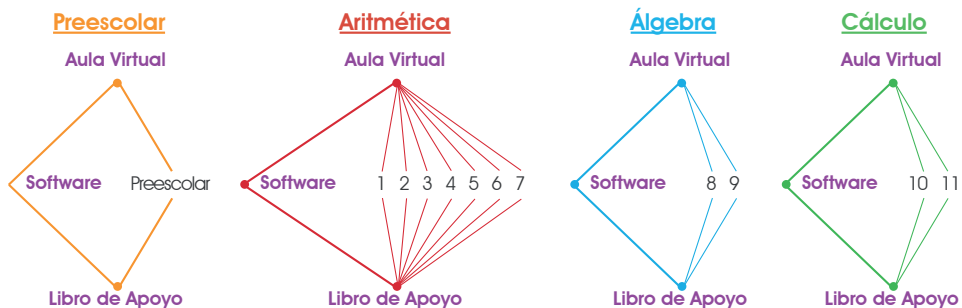 Preescolar
Aula Virtual
Software
Preescolar
Libro de Apoyo
Aritmética
Aula Virtual
Software
1 2 3 4 5 6 7
Libro de Apoyo
Álgebra
Aula Virtual
Software
8 9
Libro de Apoyo
Cálculo
Aula Virtual
Software
10 11
Libro de Apoyo